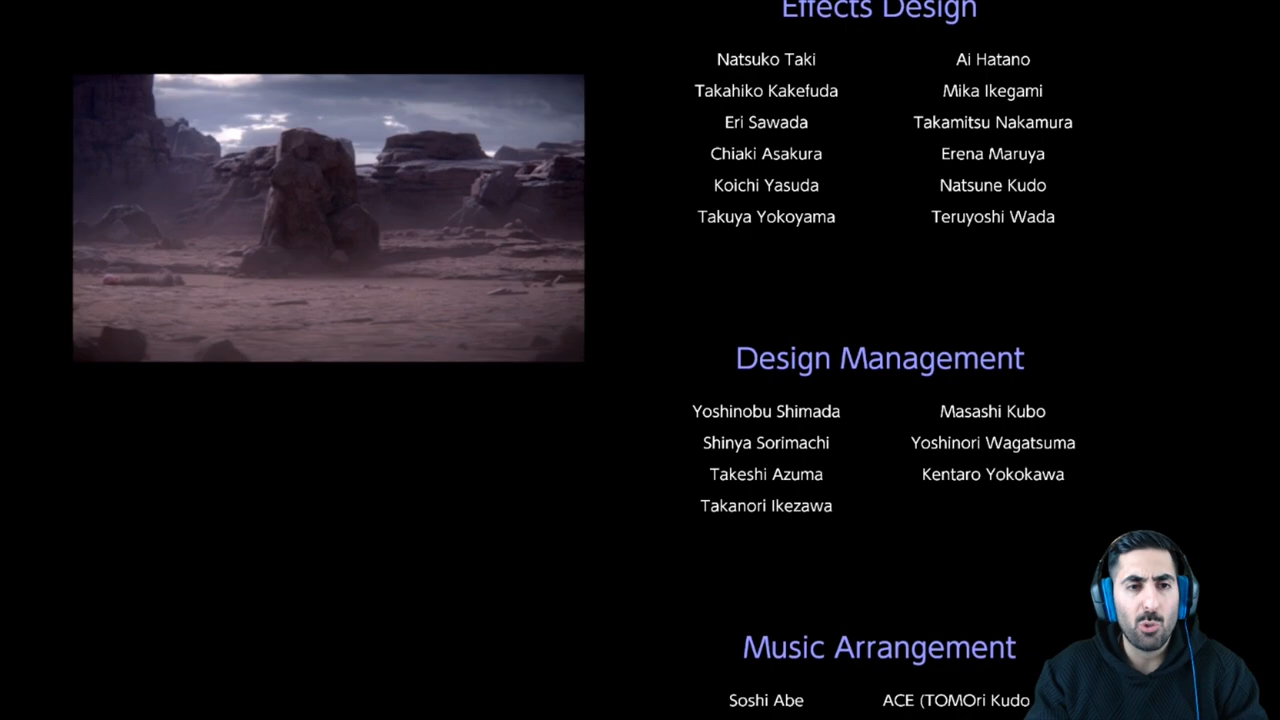 Effects Design
Natsuko Taki Ai Hatano
Takahiko Kakefuda Mika Ikegami
Eri Sawada Takamitsu Nakamura
Chiaki Asakura Erena Maruya
Koichi Yasuda Natsune Kudo
Takuya Yokoyama Teruyoshi Wada
Design Management
Yoshinobu Shimada Masashi Kubo
Shinya Sorimachi Yoshinori Wagatsuma
Takeshi Azuma Kentaro Yokokawa
Takanori Ikezawa
Music Arrangement
Soshi Abe ACE (TOMOri Kudo